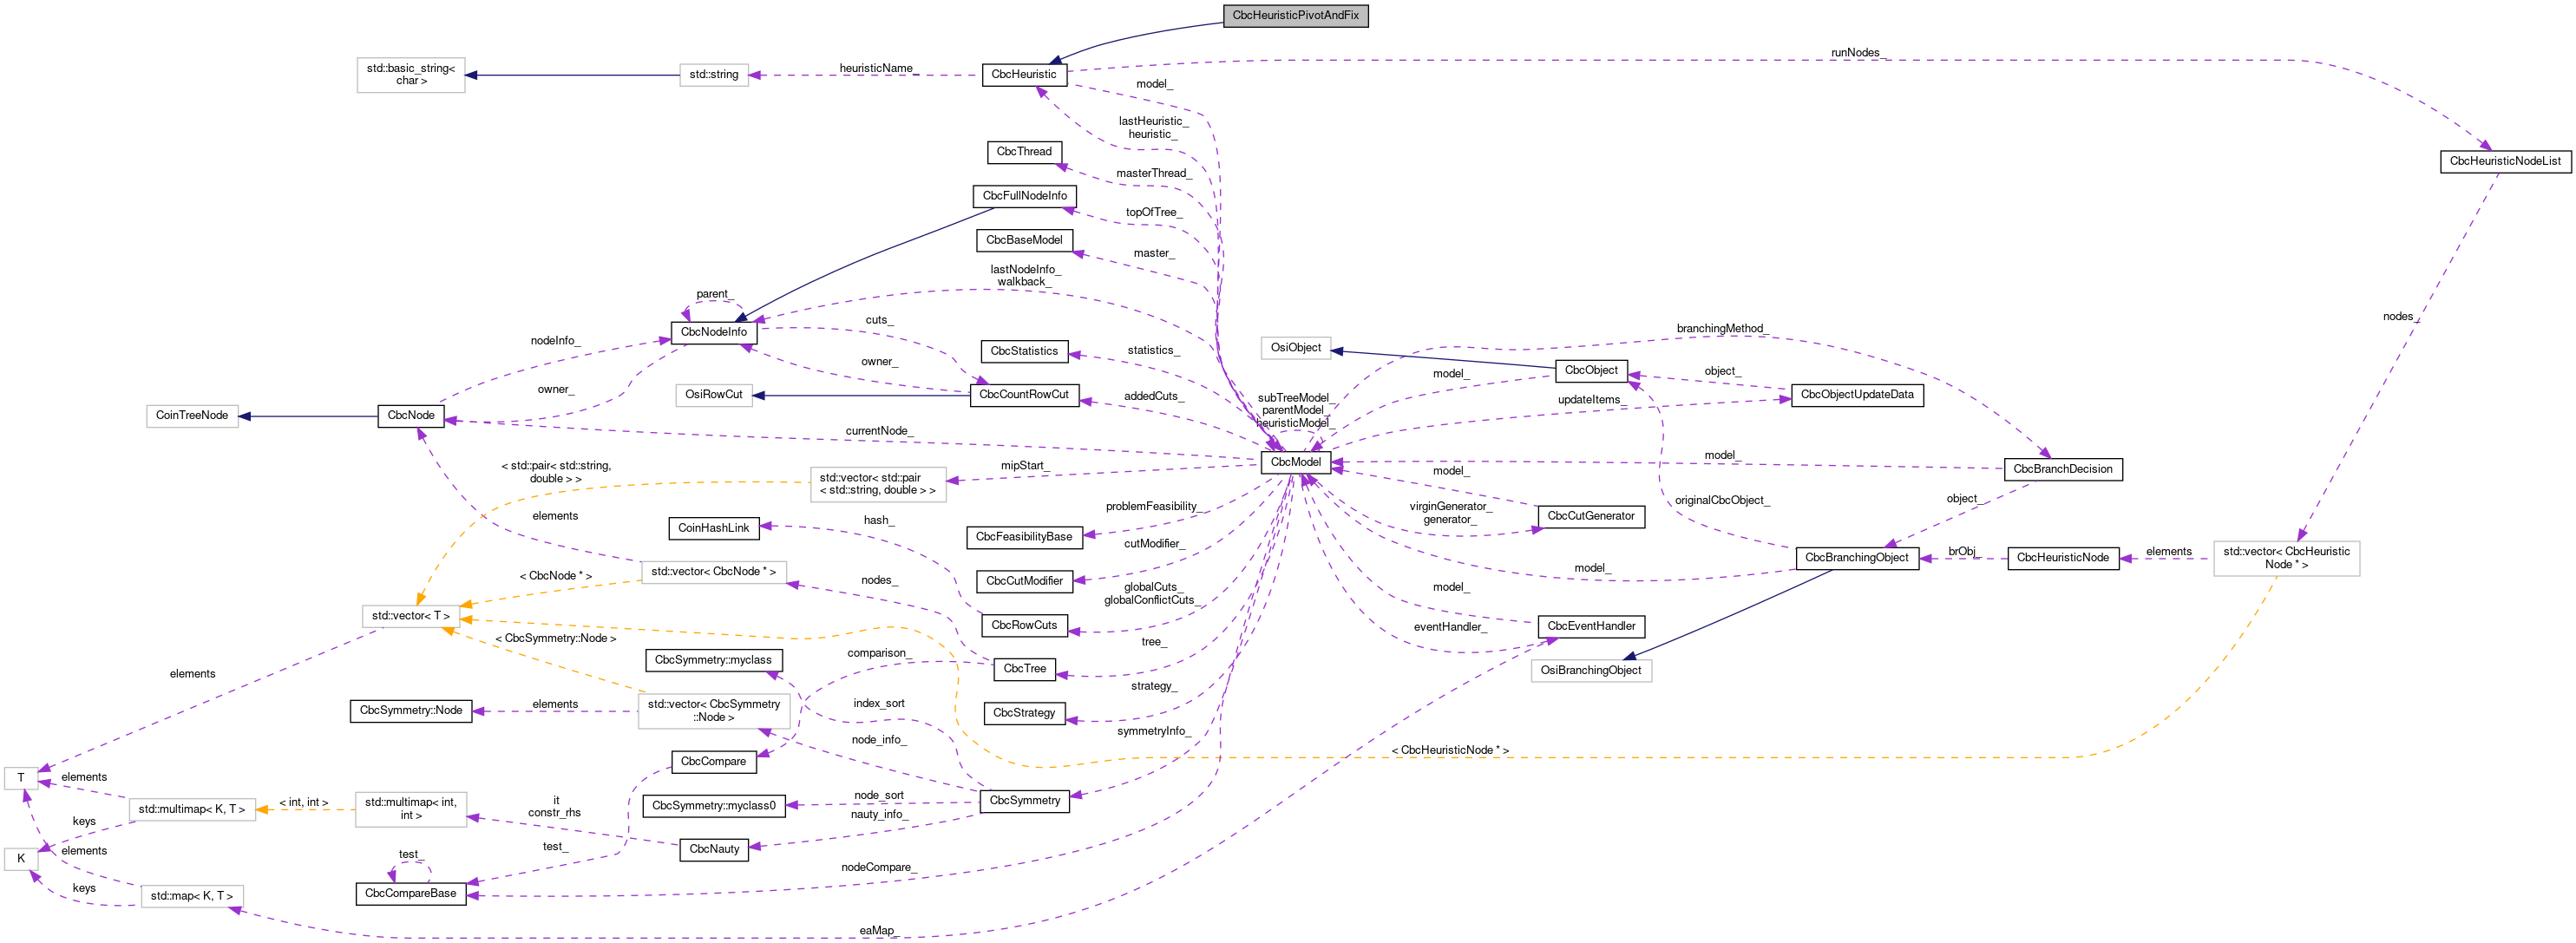 CbcHeuristicPivotAndFix
runNodes_
std::basic_string<
char >
std::string
heuristicName_
CbcHeuristic
model_
lastHeuristic_
heuristic_
CbcThread
CbcHeuristicNodeList
masterThread_
CbcFullNodeInfo
topOfTree_
CbcBaseModel
master_
lastNodeInfo_
walkback_
parent_
nodes_
cuts_
CbcNodeInfo
branchingMethod_
nodeInfo_
OsiObject
CbcStatistics
statistics_
owner_
CbcObject
model_
object_
owner_
OsiRowCut
CbcCountRowCut
addedCuts_
subTreeModel_
parentModel_
heuristicModel_
updateItems_
CbcObjectUpdateData
CoinTreeNode
CbcNode
currentNode_
< std::pair< std::string,
double > >
mipStart_
CbcModel
model_
model_
CbcBranchDecision
std::vector< std::pair
< std::string, double > >
elements
hash_
problemFeasibility_
virginGenerator_
generator_
CbcCutGenerator
originalCbcObject_
object_
CoinHashLink
CbcFeasibilityBase
cutModifier_
CbcBranchingObject
brObj_
CbcHeuristicNode
elements
std::vector< CbcHeuristic
Node * >
< CbcNode * >
std::vector< CbcNode * >
nodes_
CbcCutModifier
model_
globalCuts_
globalConflictCuts_
model_
std::vector< T >
CbcRowCuts
eventHandler_
CbcEventHandler
< CbcSymmetry::Node >
tree_
CbcSymmetry::myclass
comparison_
CbcTree
OsiBranchingObject
elements
strategy_
CbcSymmetry::Node
elements
std::vector< CbcSymmetry
::Node >
index_sort
CbcStrategy
symmetryInfo_
node_info_
< CbcHeuristicNode * >
CbcCompare
T
elements
std::multimap< K, T >
< int, int >
std::multimap< int,
int >
it
constr_rhs
CbcSymmetry::myclass0
node_sort
nauty_info_
CbcSymmetry
keys
K
elements
test_
CbcNauty
test_
nodeCompare_
keys
std::map< K, T >
CbcCompareBase
eaMap_